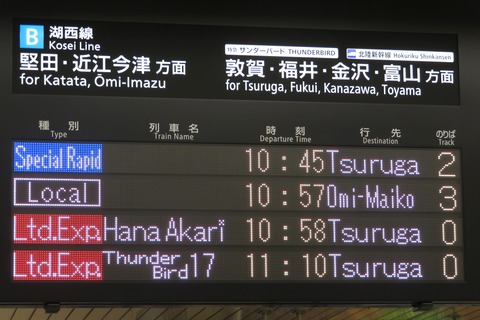 B 湖西線
Kosei Line
堅田・近江今津 方面
for Katata, Ōmi-Imazu
特急 サンダーバード THUNDERBIRD 北陸新幹線 Hokuriku Shinkansen
敦賀・福井・金沢・富山 方面
for Tsuruga, Fukui, Kanazawa, Toyama
種別 列車名 時刻 行先 のりば
Type Train Name Departure Time Destination Track
Special Rapid 10:45 Tsuruga 2
Local 10:57 Omi-Maiko 3
Ltd.Exp. Hana Akari 10:58 Tsuruga 0
Ltd.Exp. Thunder Bird 17 11:10 Tsuruga 0